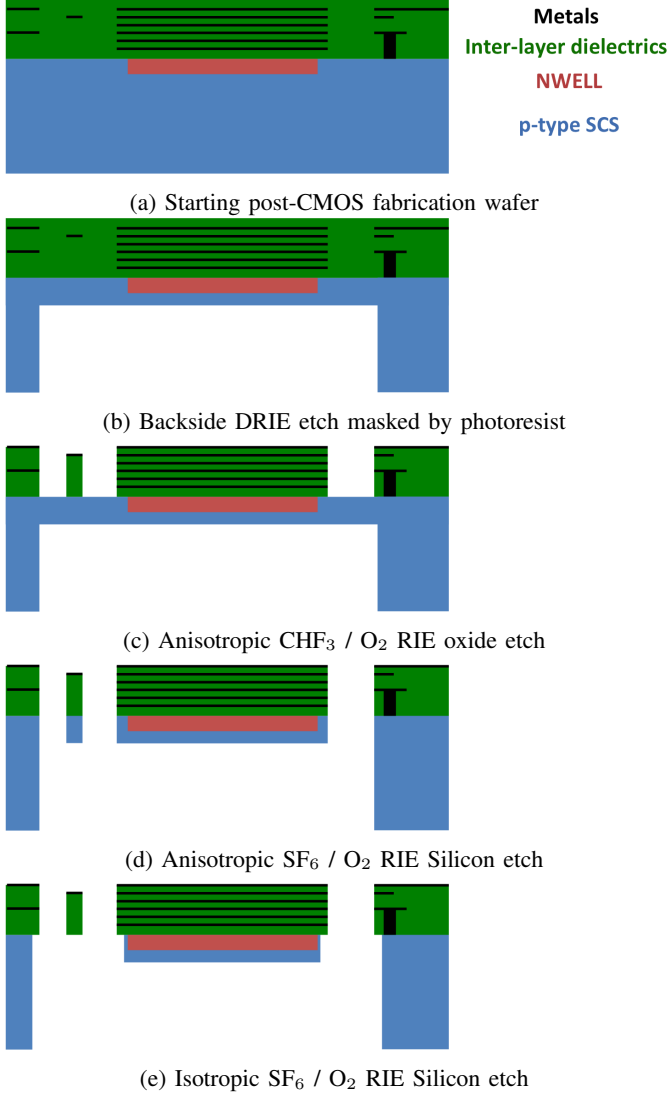 Metals
Inter-layer dielectrics
NWELL
p-type SCS
(a) Starting post-CMOS fabrication wafer
(b) Backside DRIE etch masked by photoresist
(c) Anisotropic CHF₃ / O₂ RIE oxide etch
(d) Anisotropic SF₆ / O₂ RIE Silicon etch
(e) Isotropic SF₆ / O₂ RIE Silicon etch